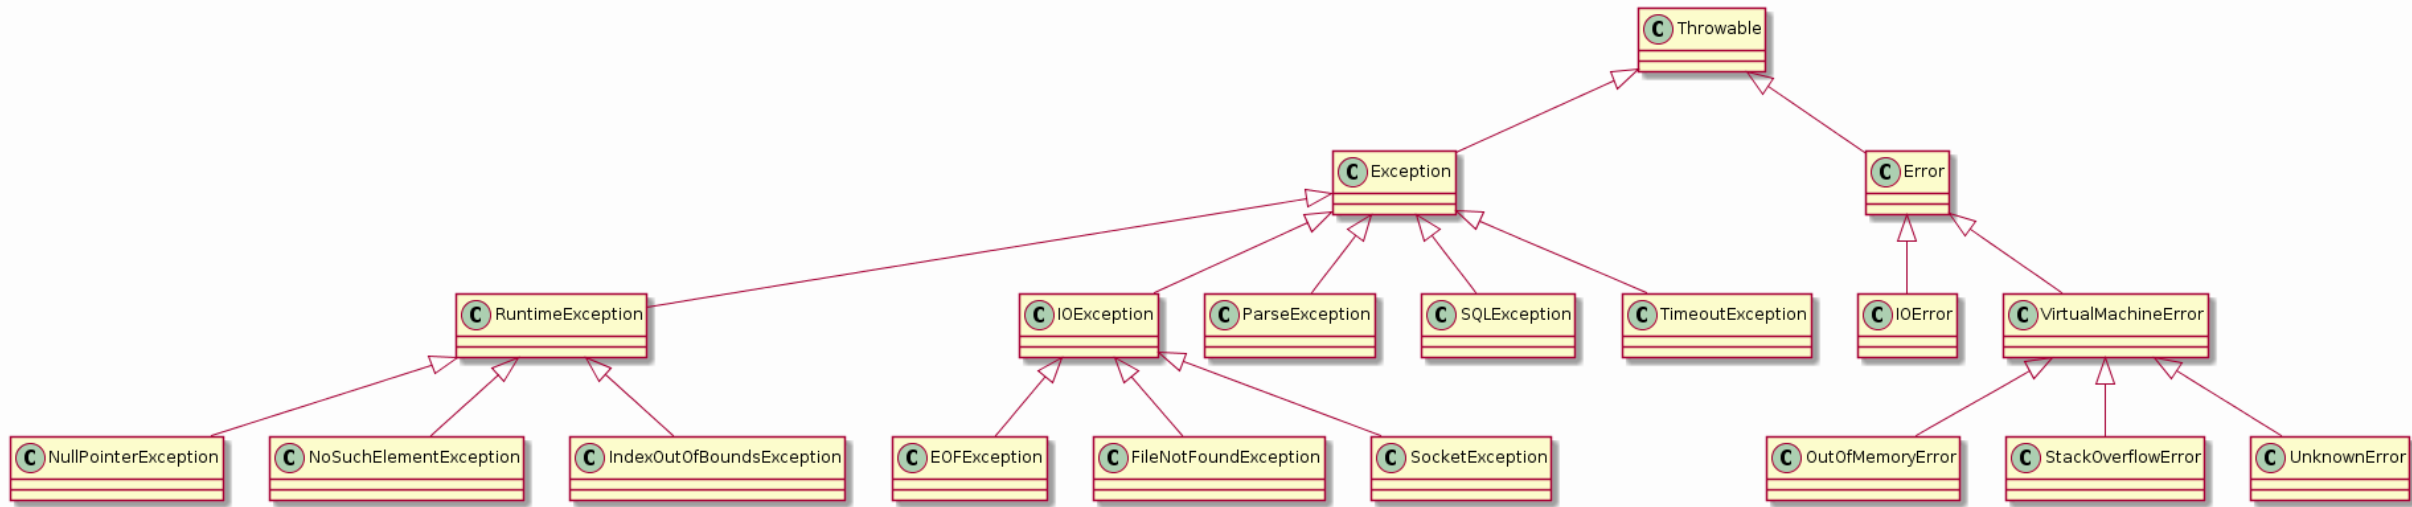 C Throwable
C Exception
C Error
C RuntimeException
C IOException
C ParseException
C SQLException
C TimeoutException
C IOError
C VirtualMachineError
C NullPointerException
C NoSuchElementException
C IndexOutOfBoundsException
C EOFException
C FileNotFoundException
C SocketException
C OutOfMemoryError
C StackOverflowError
C UnknownError